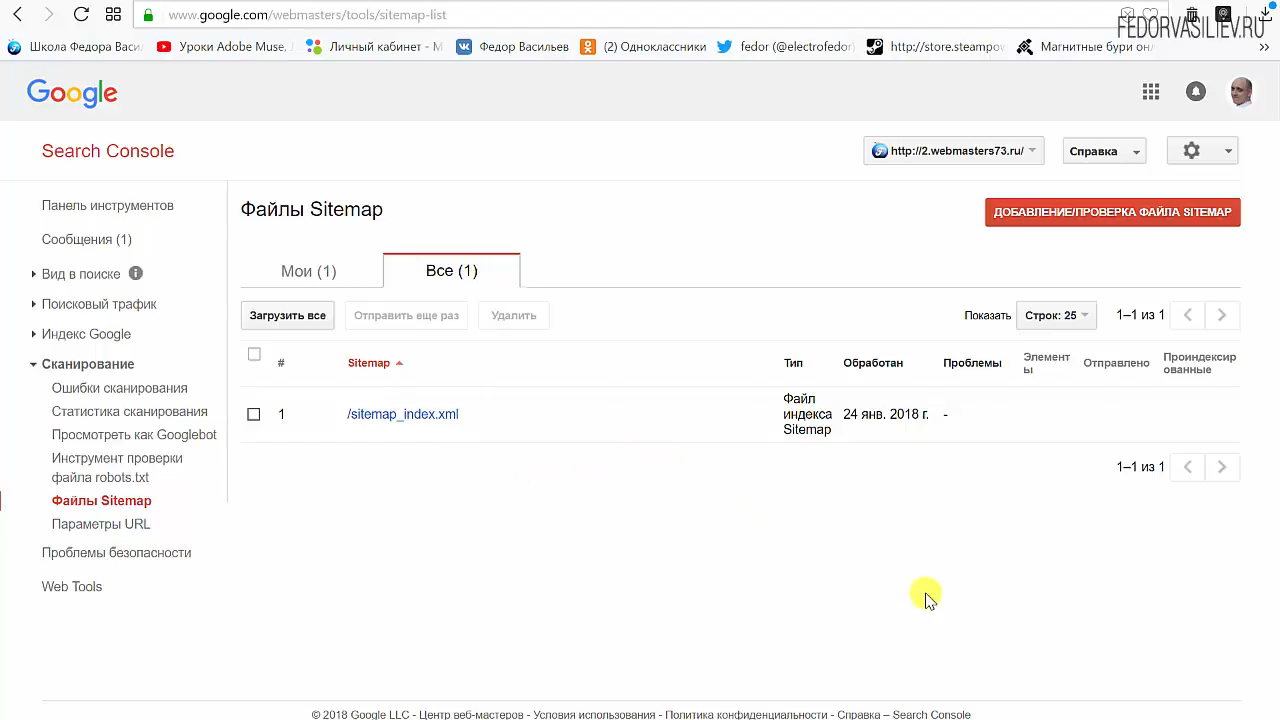 www.google.com/webmasters/tools/sitemap-list
FEDORVASILIEV.RU
Школа Федора Васи
Уроки Adobe Muse,
Личный кабинет - М
Федор Васильев
(2) Одноклассники
fedor (@electrofedor)
http://store.steampow
Магнитные бури онл
Google
Search Console
http://2.webmasters73.ru/
Справка
Панель инструментов
Сообщения (1)
Вид в поиске
Поисковый трафик
Индекс Google
Сканирование
Ошибки сканирования
Статистика сканирования
Просмотреть как Googlebot
Инструмент проверки
файла robots.txt
Файлы Sitemap
Параметры URL
Проблемы безопасности
Web Tools
Файлы Sitemap
ДОБАВЛЕНИЕ/ПРОВЕРКА ФАЙЛА SITEMAP
Мои (1)
Все (1)
Загрузить все
Отправить еще раз
Удалить
Показать
Строк: 25
1–1 из 1
#
Sitemap
Тип
Обработан
Проблемы
Элемент
ы
Отправлено
Проиндексир
ованные
1
/sitemap_index.xml
Файл
индекса
Sitemap
24 янв. 2018 г.
-
1–1 из 1
© 2018 Google LLC - Центр веб-мастеров - Условия использования - Политика конфиденциальности - Справка – Search Console